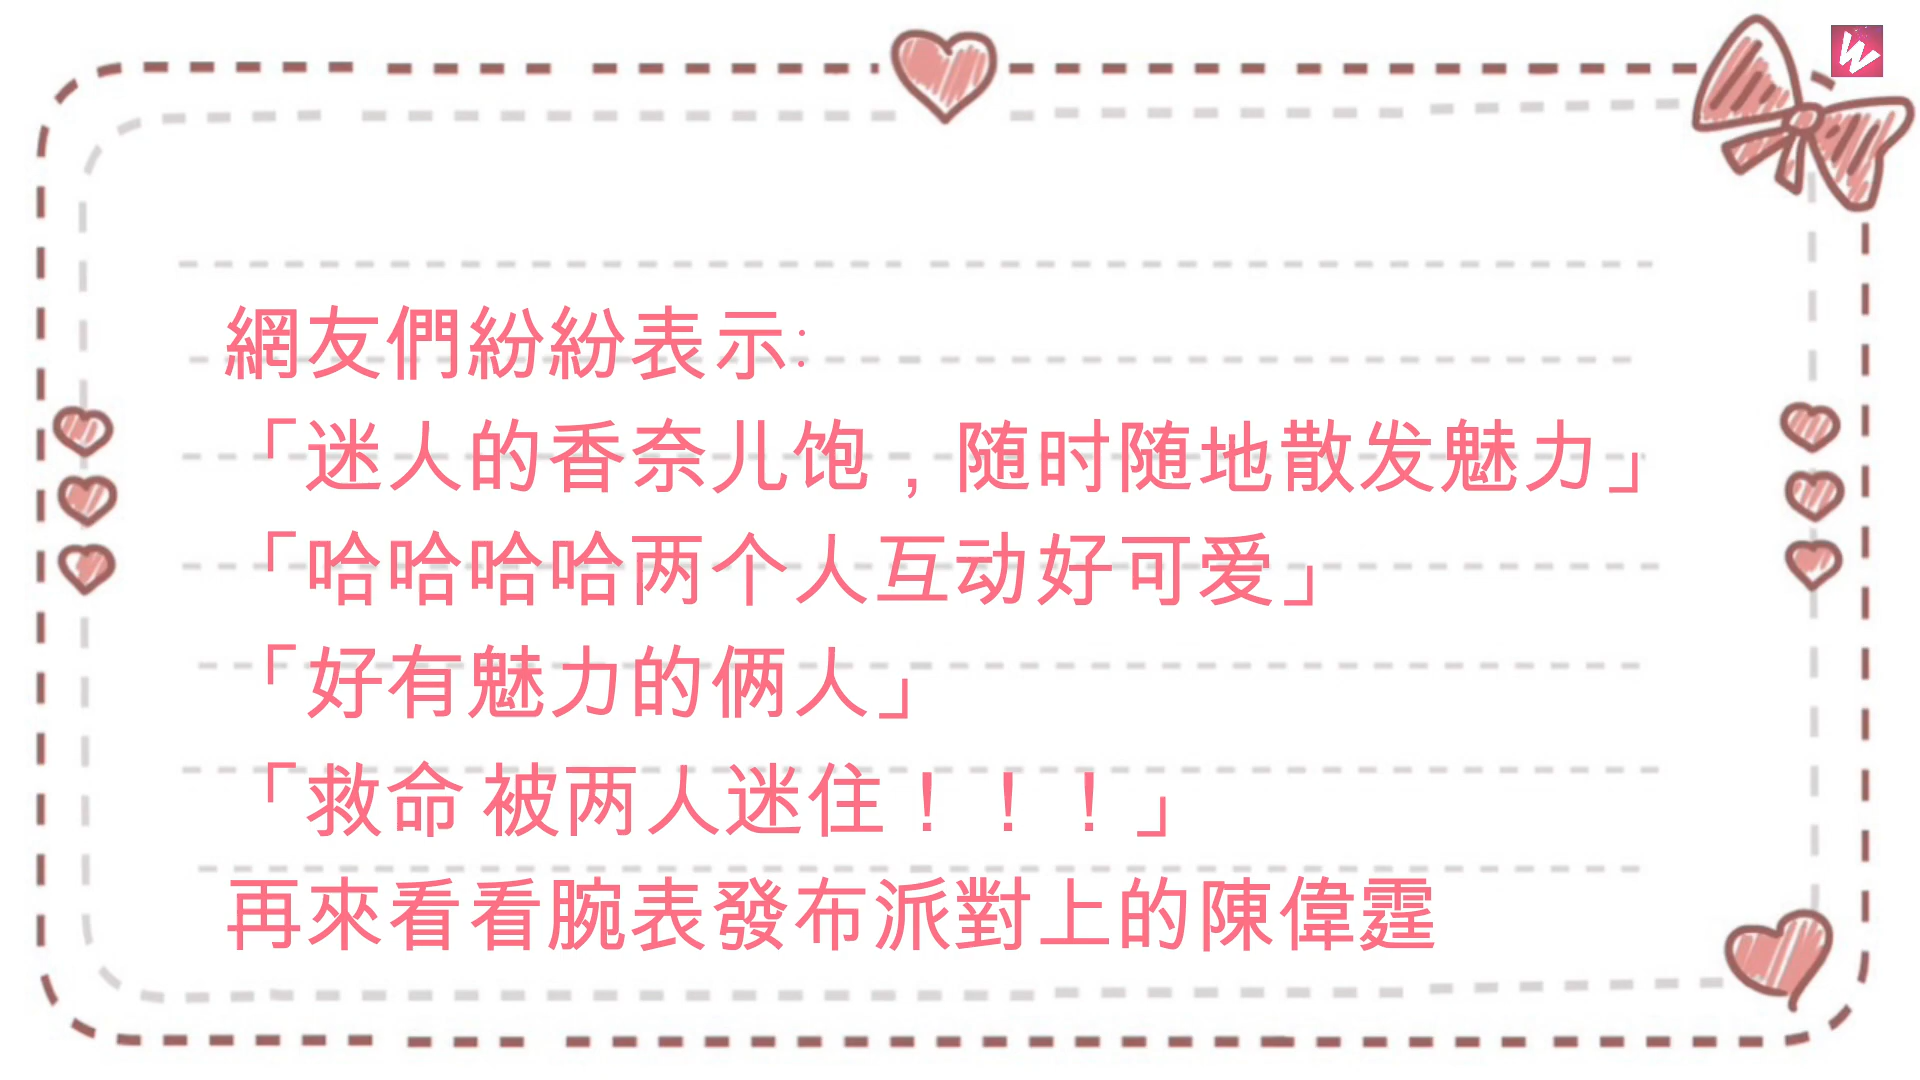 網友們紛紛表示:
「迷人的香奈儿饱，随时随地散发魅力」
「哈哈哈哈两个人互动好可爱」
「好有魅力的俩人」
「救命 被两人迷住！！！」
再來看看腕表發布派對上的陳偉霆